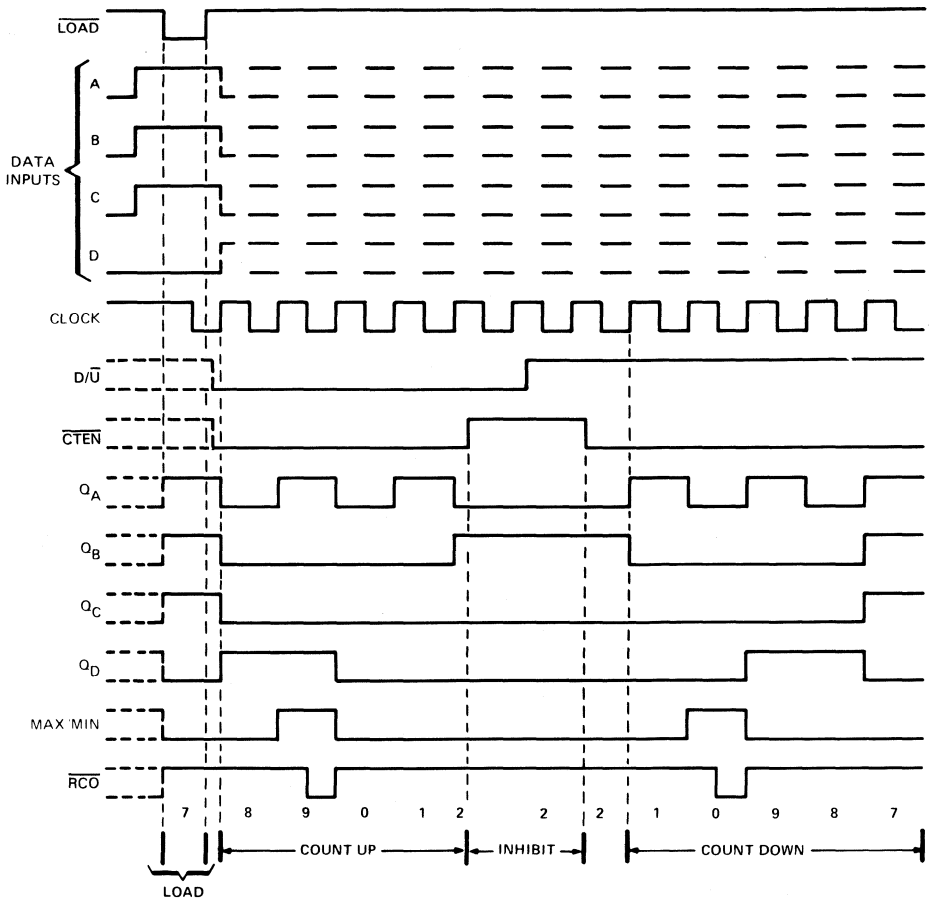 LOAD
A
B
DATA
INPUTS
C
D
CLOCK
D/U
CTEN
QA
QB
QC
QD
MAX MIN
RCO
7 8 9 0 1 2 2 2 1 0 9 8 7
COUNT UP INHIBIT COUNT DOWN
LOAD